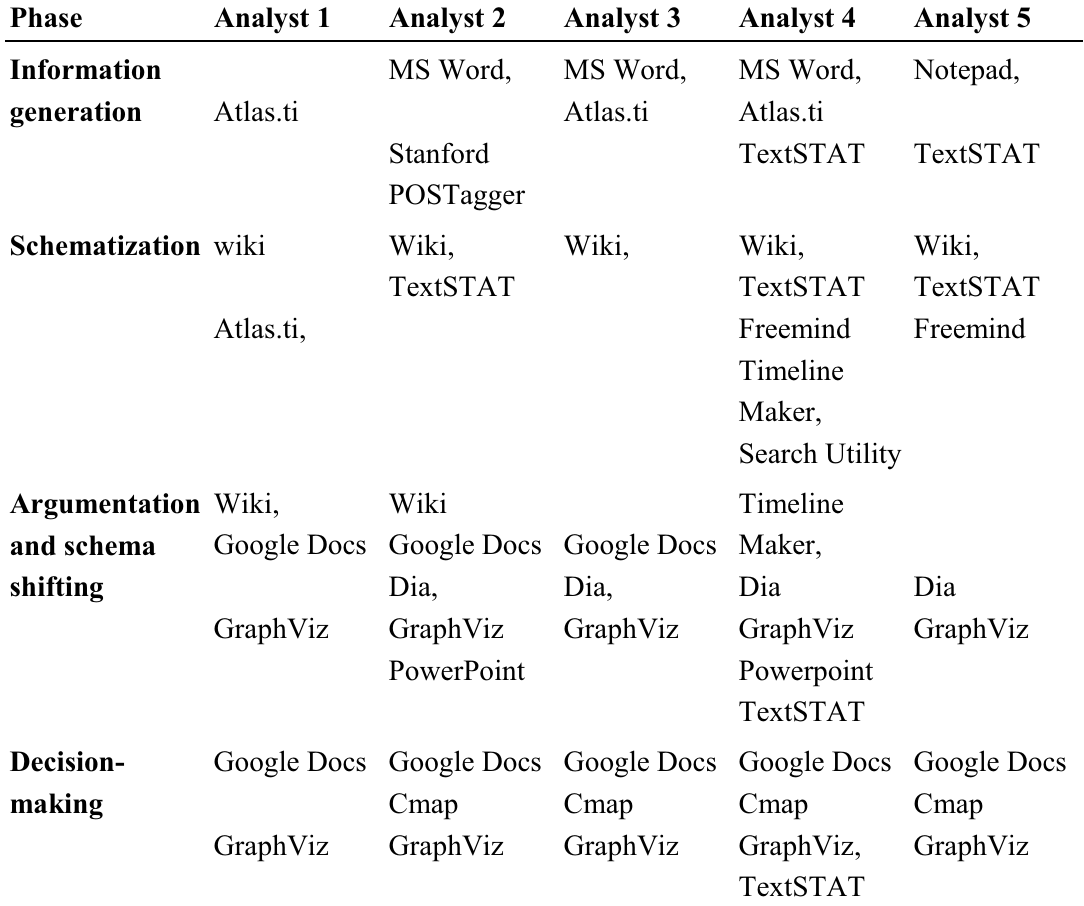 Phase Analyst 1 Analyst 2 Analyst 3 Analyst 4 Analyst 5
Information MS Word, MS Word, MS Word, Notepad,
generation Atlas.ti Atlas.ti Atlas.ti
Stanford TextSTAT TextSTAT
POSTagger
Schematization wiki Wiki, Wiki, Wiki, Wiki,
TextSTAT TextSTAT TextSTAT
Atlas.ti, Freemind Freemind
Timeline
Maker,
Search Utility
Argumentation Wiki, Wiki Timeline
and schema Google Docs Google Docs Google Docs Maker,
shifting Dia, Dia, Dia Dia
GraphViz GraphViz GraphViz GraphViz GraphViz
PowerPoint Powerpoint
TextSTAT
Decision- Google Docs Google Docs Google Docs Google Docs Google Docs
making Cmap Cmap Cmap Cmap
GraphViz GraphViz GraphViz GraphViz, GraphViz
TextSTAT